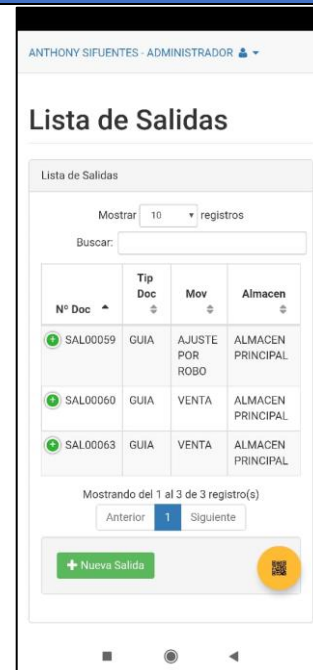 ANTHONY SIFUENTES - ADMINISTRADOR
Lista de Salidas
Lista de Salidas
Mostrar 10 registros
Buscar:
Nº Doc
Tip
Doc
Mov
Almacen
SAL00059 GUIA AJUSTE POR ROBO ALMACEN PRINCIPAL
SAL00060 GUIA VENTA ALMACEN PRINCIPAL
SAL00063 GUIA VENTA ALMACEN PRINCIPAL
Mostrando del 1 al 3 de 3 registro(s)
Anterior 1 Siguiente
Nueva Salida